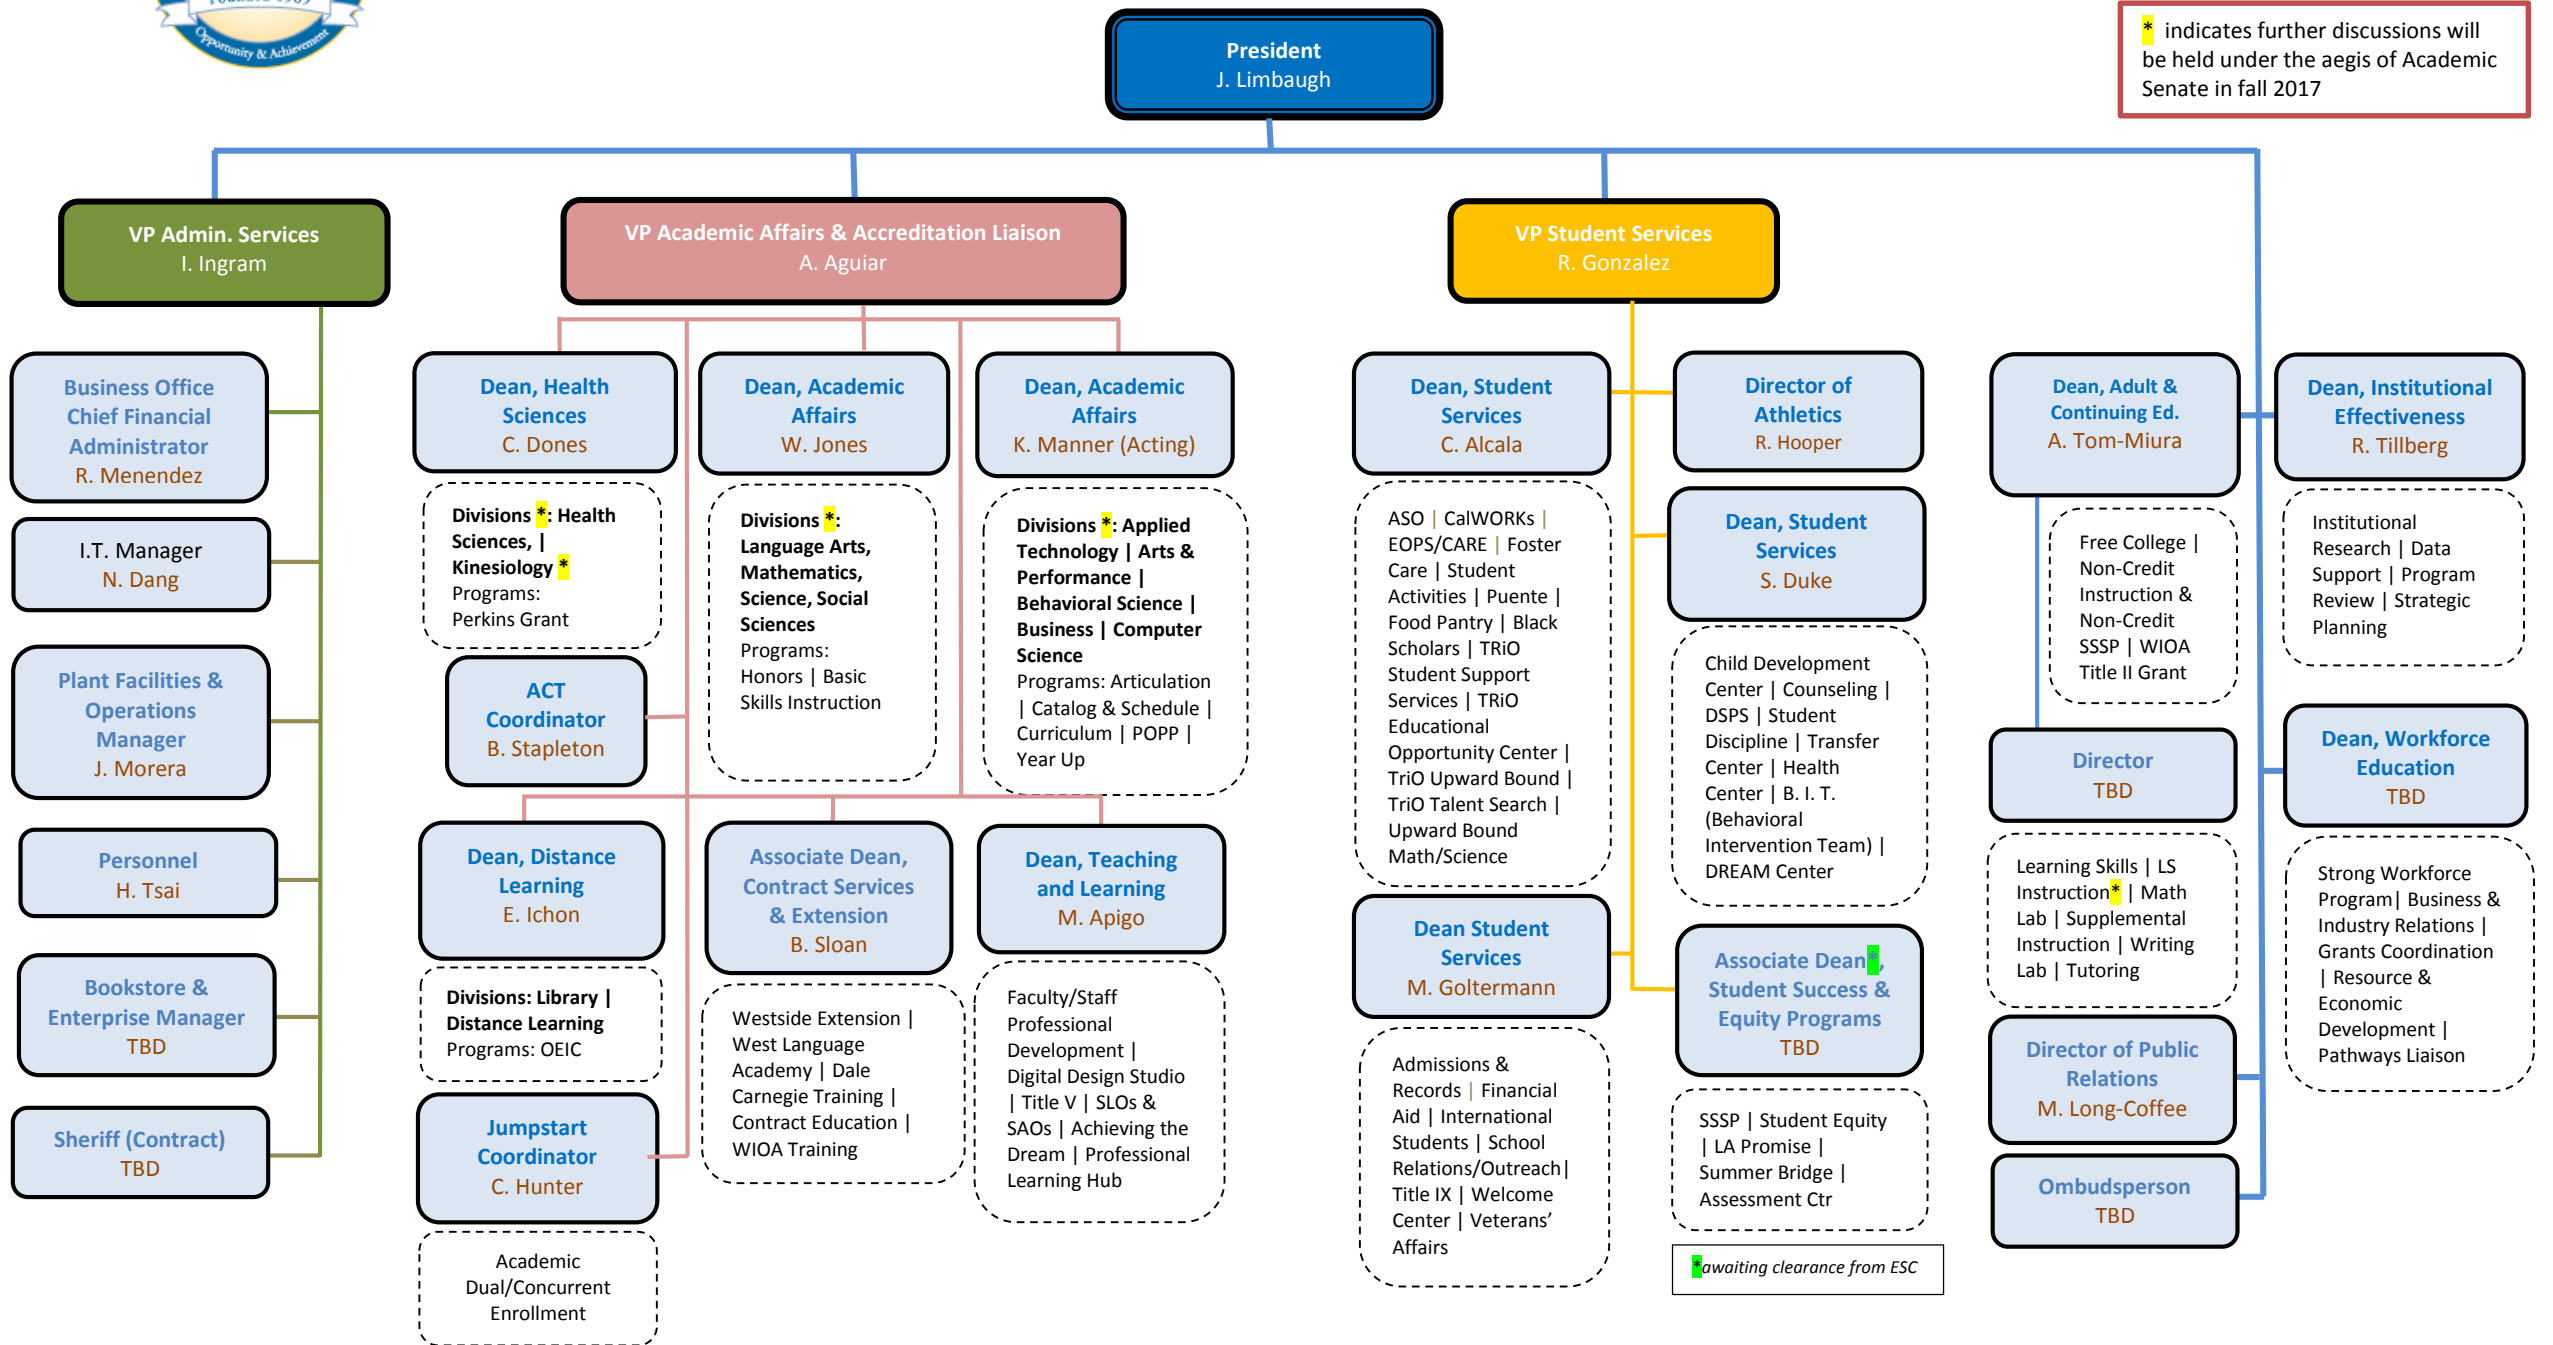 Founded 1969
Opportunity & Achievement
President
J. Limbaugh
* indicates further discussions will
be held under the aegis of Academic
Senate in fall 2017
VP Admin. Services
I. Ingram
VP Academic Affairs & Accreditation Liaison
A. Aguiar
VP Student Services
R. Gonzalez
Business Office
Chief Financial
Administrator
R. Menendez
I.T. Manager
N. Dang
Plant Facilities &
Operations
Manager
J. Morera
Personnel
H. Tsai
Bookstore &
Enterprise Manager
TBD
Sheriff (Contract)
TBD
Dean, Health
Sciences
C. Dones
Divisions *: Health
Sciences, |
Kinesiology *
Programs:
Perkins Grant
ACT
Coordinator
B. Stapleton
Dean, Academic
Affairs
W. Jones
Divisions *:
Language Arts,
Mathematics,
Science, Social
Sciences
Programs:
Honors | Basic
Skills Instruction
Dean, Academic
Affairs
K. Manner (Acting)
Divisions *: Applied
Technology | Arts &
Performance |
Behavioral Science |
Business | Computer
Science
Programs: Articulation
| Catalog & Schedule |
Curriculum | POPP |
Year Up
Dean, Distance
Learning
E. Ichon
Divisions: Library |
Distance Learning
Programs: OEIC
Jumpstart
Coordinator
C. Hunter
Academic
Dual/Concurrent
Enrollment
Associate Dean,
Contract Services
& Extension
B. Sloan
Westside Extension |
West Language
Academy | Dale
Carnegie Training |
Contract Education |
WIOA Training
Dean, Teaching
and Learning
M. Apigo
Faculty/Staff
Professional
Development |
Digital Design Studio
| Title V | SLOs &
SAOs | Achieving the
Dream | Professional
Learning Hub
Dean, Student
Services
C. Alcala
ASO | CalWORKs |
EOPS/CARE | Foster
Care | Student
Activities | Puente |
Food Pantry | Black
Scholars | TRiO
Student Support
Services | TRiO
Educational
Opportunity Center |
TriO Upward Bound |
TriO Talent Search |
Upward Bound
Math/Science
Dean Student
Services
M. Goltermann
Admissions &
Records | Financial
Aid | International
Students | School
Relations/Outreach|
Title IX | Welcome
Center | Veterans’
Affairs
Director of
Athletics
R. Hooper
Dean, Student
Services
S. Duke
Child Development
Center | Counseling |
DSPS | Student
Discipline | Transfer
Center | Health
Center | B. I. T.
(Behavioral
Intervention Team) |
DREAM Center
Associate Dean*,
Student Success &
Equity Programs
TBD
SSSP | Student Equity
| LA Promise |
Summer Bridge |
Assessment Ctr
*awaiting clearance from ESC
Dean, Adult &
Continuing Ed.
A. Tom-Miura
Free College |
Non-Credit
Instruction &
Non-Credit
SSSP | WIOA
Title II Grant
Director
TBD
Learning Skills | LS
Instruction* | Math
Lab | Supplemental
Instruction | Writing
Lab | Tutoring
Director of Public
Relations
M. Long-Coffee
Ombudsperson
TBD
Dean, Institutional
Effectiveness
R. Tillberg
Institutional
Research | Data
Support | Program
Review | Strategic
Planning
Dean, Workforce
Education
TBD
Strong Workforce
Program| Business &
Industry Relations |
Grants Coordination
| Resource &
Economic
Development |
Pathways Liaison